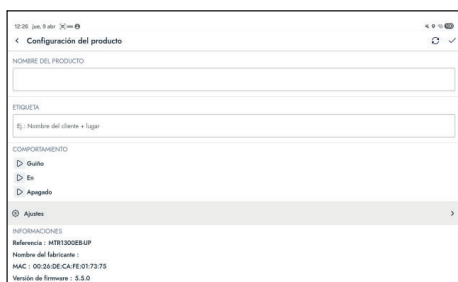 12:26 jue, 9 abr
Configuración del producto
NOMBRE DEL PRODUCTO
ETIQUETA
Ej.: Nombre del cliente + lugar
COMPORTAMIENTO
Guiño
En
Apagado
Ajustes
INFORMACIONES
Referencia : MTR1300EB-UP
Nombre del fabricante :
MAC : 00:26:DE:CA:FE:01:73:75
Versión de firmware : 5.5.0